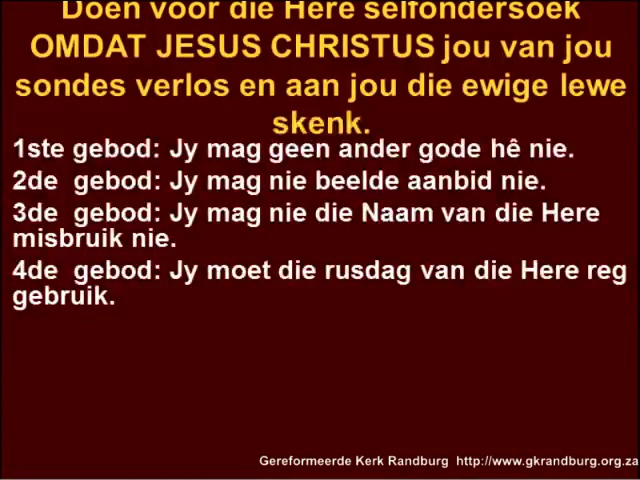 Doen voor die Here selfondersoek
OMDAT JESUS CHRISTUS jou van jou
sondes verlos en aan jou die ewige lewe
skenk.
1ste gebod: Jy mag geen ander gode hê nie.
2de  gebod: Jy mag nie beelde aanbid nie.
3de  gebod: Jy mag nie die Naam van die Here
misbruik nie.
4de  gebod: Jy moet die rusdag van die Here reg
gebruik.
Gereformeerde Kerk Randburg  http://www.gkrandburg.org.za